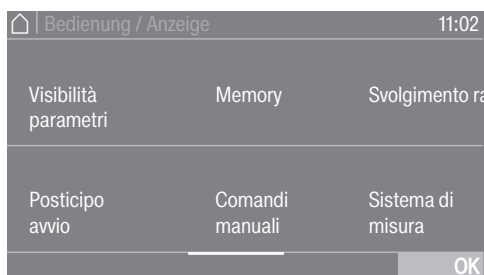 Bedienung / Anzeige 11:02
Visibilità
parametri
Memory
Svolgimento ra
Posticipo
avvio
Comandi
manuali
Sistema di
misura
OK